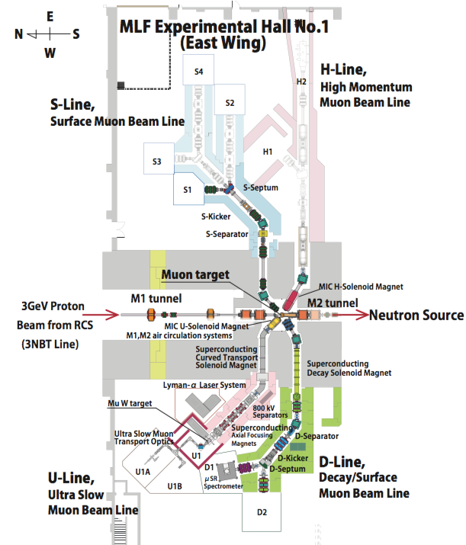 E
N
S
W
MLF Experimental Hall No.1
(East Wing)
S4
S2
H2
H-Line,
High Momentum
Muon Beam Line
S-Line,
Surface Muon Beam Line
S3
H1
S1
S-Septum
S-Kicker
S-Separator
Muon target
MIC H-Solenoid Magnet
M1 tunnel
M2 tunnel
3GeV Proton
Beam from RCS
(3NBT Line)
Neutron Source
MIC U-Solenoid Magnet
M1,M2 air circulation systems
Superconducting
Curved Transport
Solenoid Magnet
Superconducting
Decay Solenoid Magnet
Lyman-α Laser System
Mu W target
800 kV
Separators
Ultra Slow Muon
Transport Optics
Superconducting
Axial Focusing
Magnets
D-Separator
U1
D-Kicker
D-Septum
U1A
D1
μSR
Spectrometer
U1B
U-Line,
Ultra Slow
Muon Beam Line
D-Line,
Decay/Surface
Muon Beam Line
D2